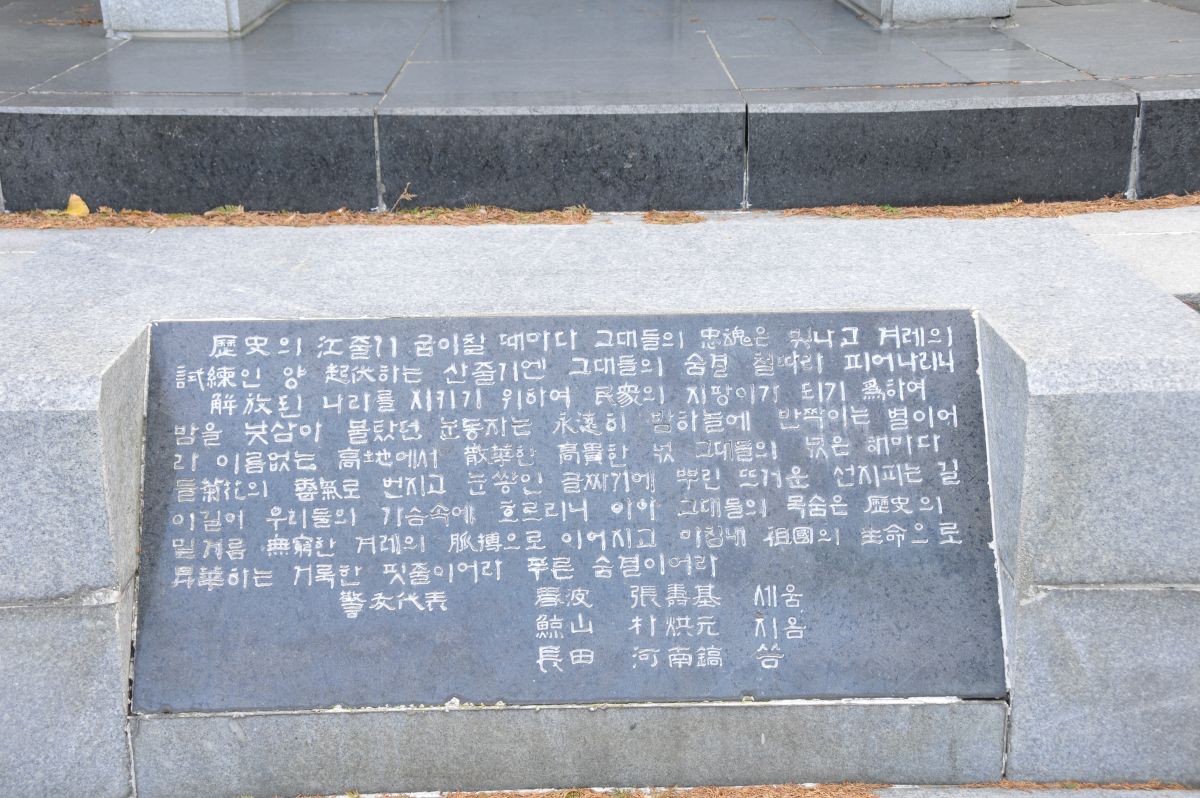 歷史의 江줄기 굽이칠 때마다 그대들의 忠魂은 빛나고 겨레의
試練인 양 起伏하는 산줄기엔 그대들의 숨결 철따라 피어나리니
解放된 나라를 지키기 위하여 民衆의 지팡이가 되기 爲하여
밤을 낮삼아 불탔던 눈동자는 永遠히 밤하늘에 반짝이는 별이어
라 이름없는 高地에서 散華한 高貴한 넋 그대들의 넋은 해마다
들菊花의 香氣로 번지고 눈쌓인 골짜기에 뿌린 뜨거운 선지피는 길
이길이 우리들의 가슴속에 흐르리니 아아 그대들의 목숨은 歷史의
밑거름 無窮한 겨레의 脈搏으로 이어지고 마침내 祖國의 生命으로
昇華하는 거룩한 핏줄이어라 푸른 숨결이어라
警友代表 波 張壽基 세움
鯨山 朴烘元 지음
長田 河南鎬 씀